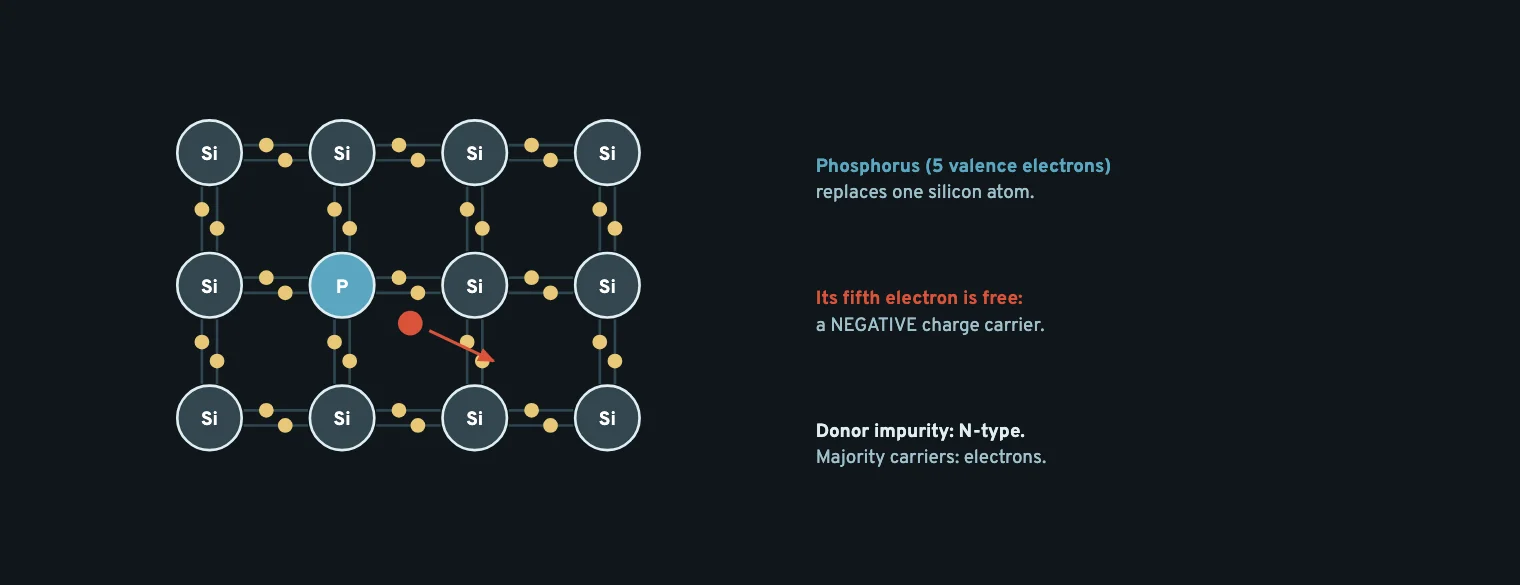 Si Si Si Si
Si P Si Si
Si Si Si Si
Phosphorus (5 valence electrons)
replaces one silicon atom.
Its fifth electron is free:
a NEGATIVE charge carrier.
Donor impurity: N-type.
Majority carriers: electrons.